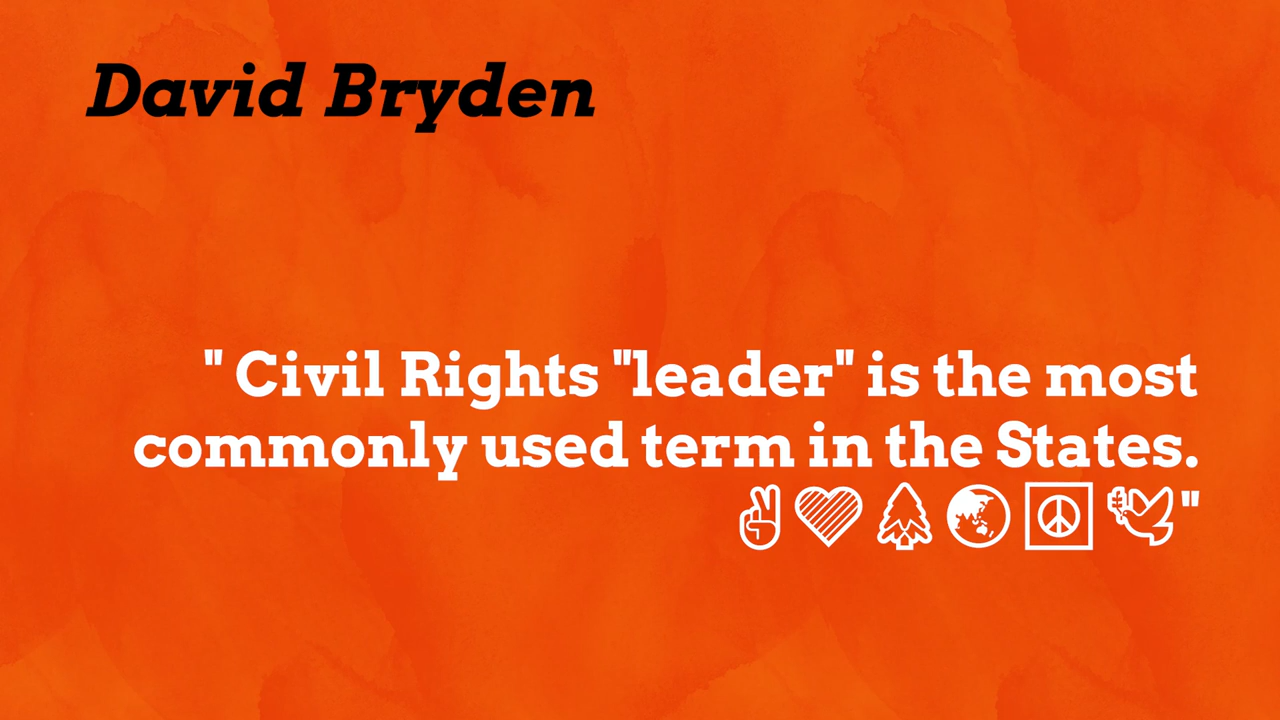 David Bryden
" Civil Rights "leader" is the most
commonly used term in the States.
✌💜🌲🌏☮🕊"